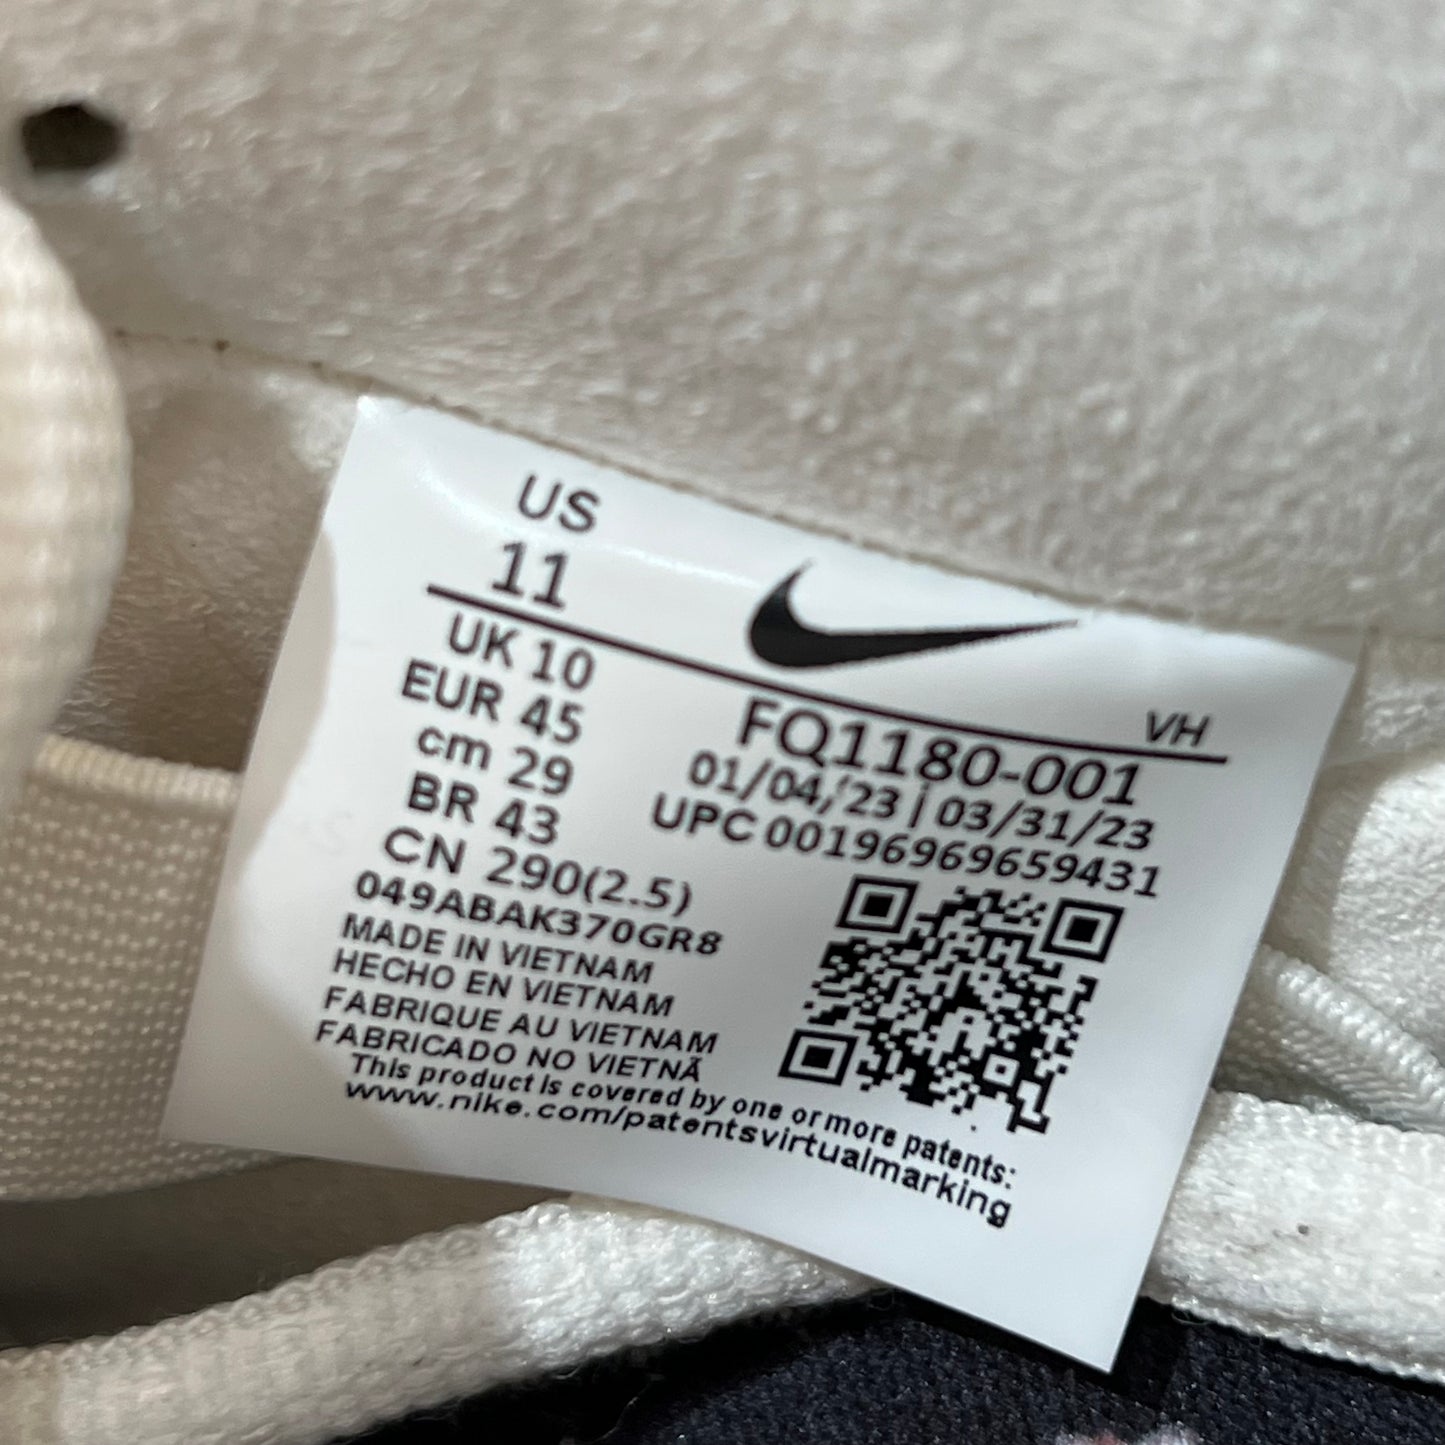 US
11
UK 10
EUR 45
cm 29
BR 43
CN 290(2.5)
049ABAK370GR8
MADE IN VIETNAM
HECHO EN VIETNAM
FABRIQUE AU VIETNAM
FABRICADO NO VIETNÃ
This product is covered by one or more patents:
www.nike.com/patentsvirtualmarking
VH
FQ1180-001
01/04/23 | 03/31/23
UPC 00196969659431